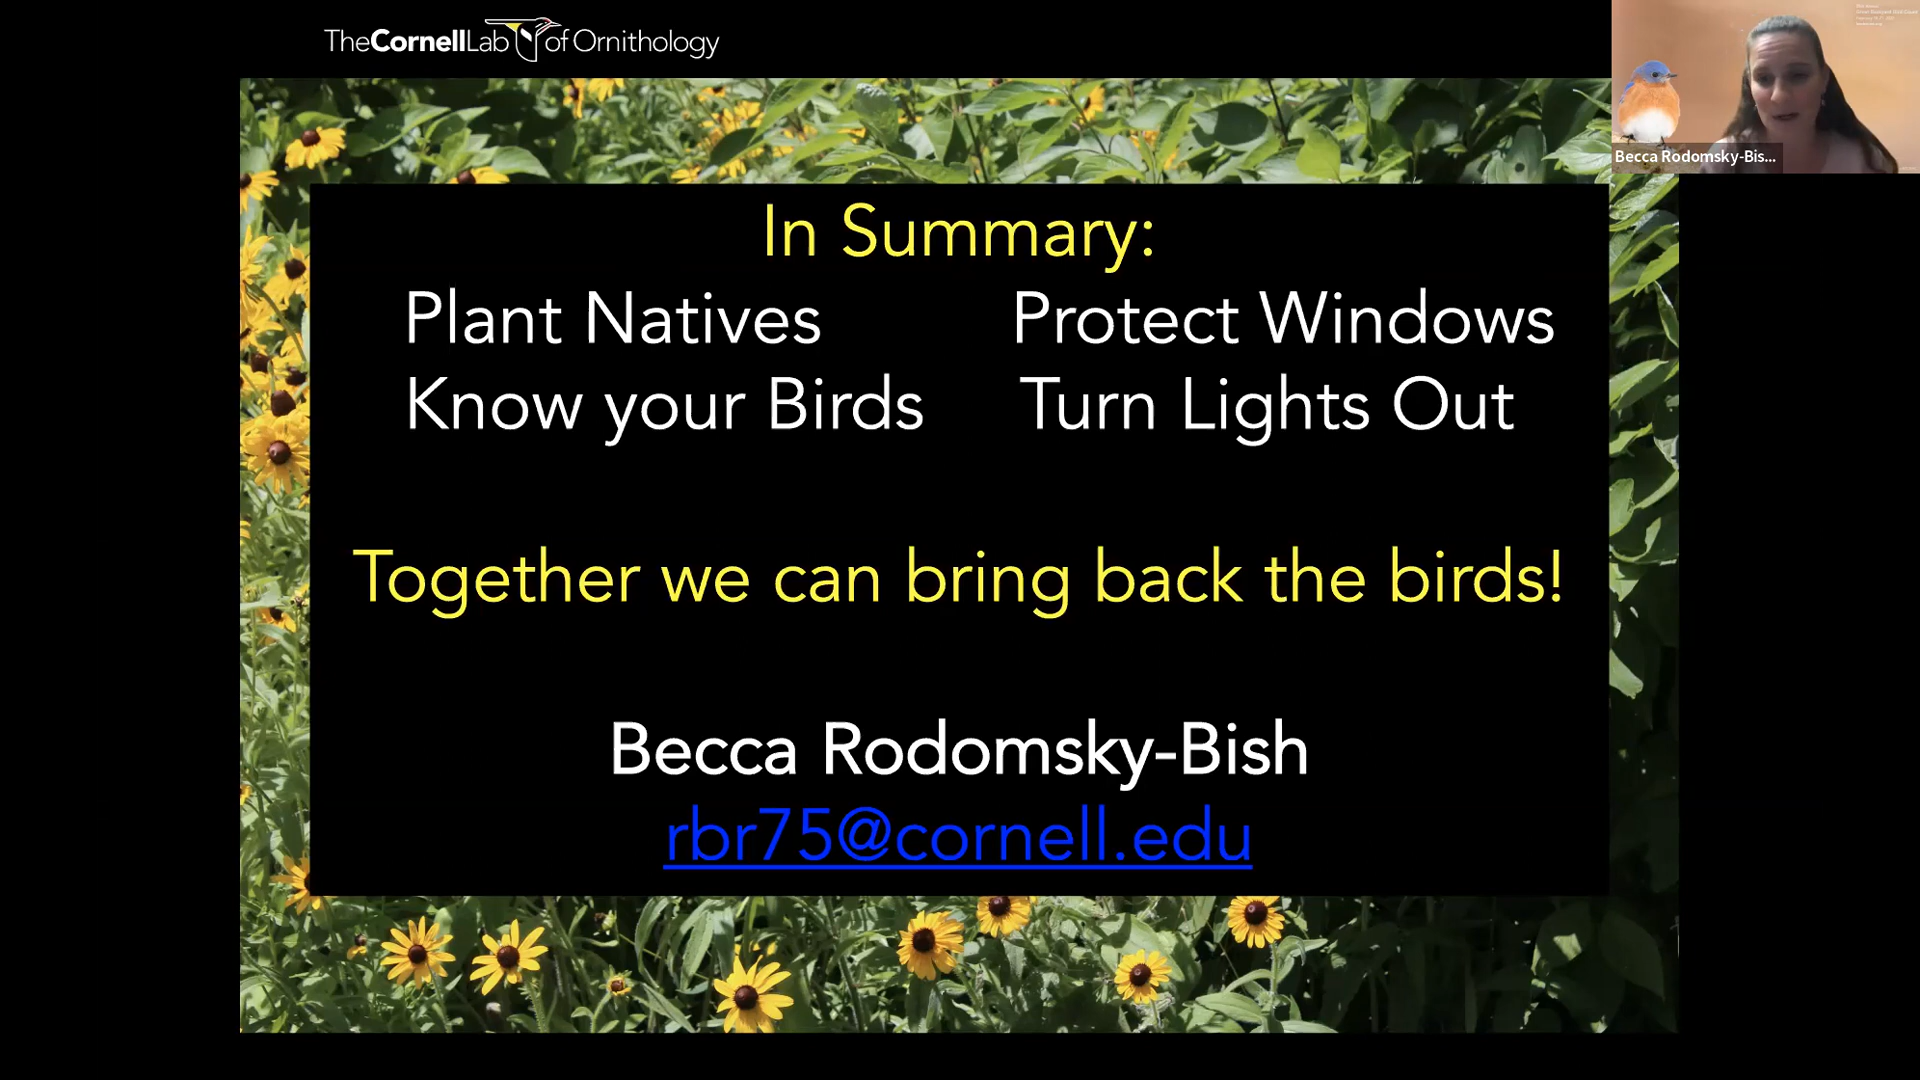 TheCornellLab of Ornithology
Becca Rodomsky-Bis...
In Summary:
Plant Natives Protect Windows
Know your Birds Turn Lights Out
Together we can bring back the birds!
Becca Rodomsky-Bish
rbr75@cornell.edu